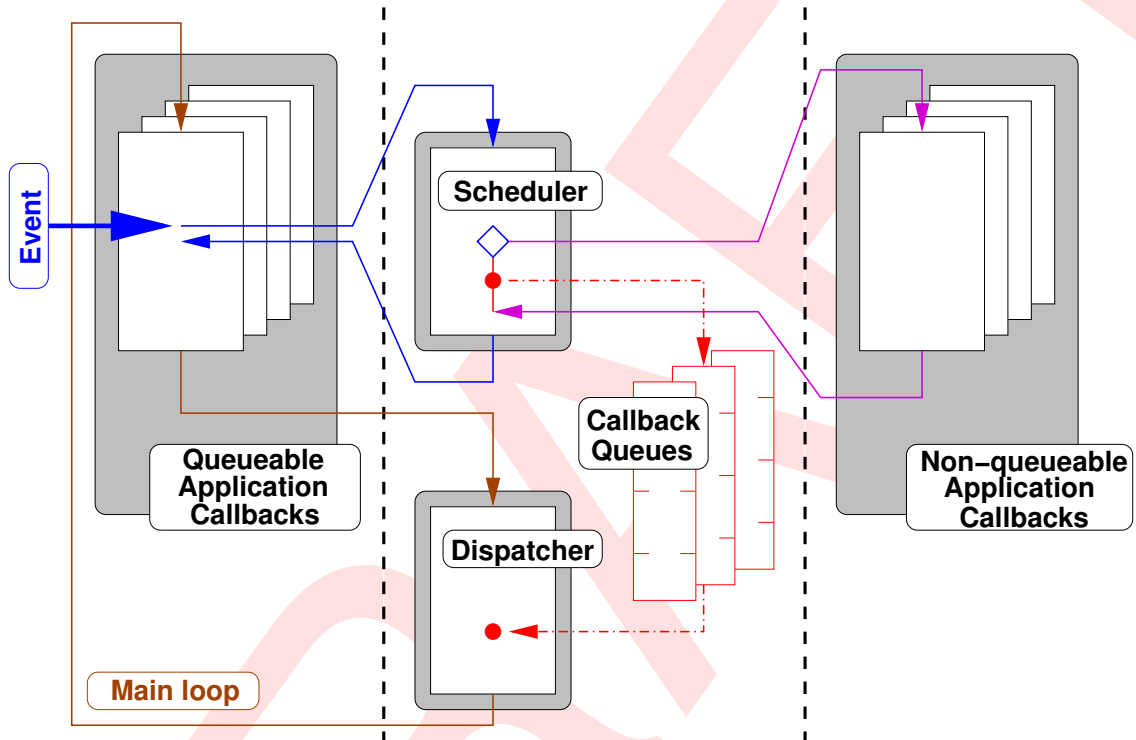 Event
Scheduler
Callback
Queues
Queueable
Application
Callbacks
Non−queueable
Application
Callbacks
Dispatcher
Main loop